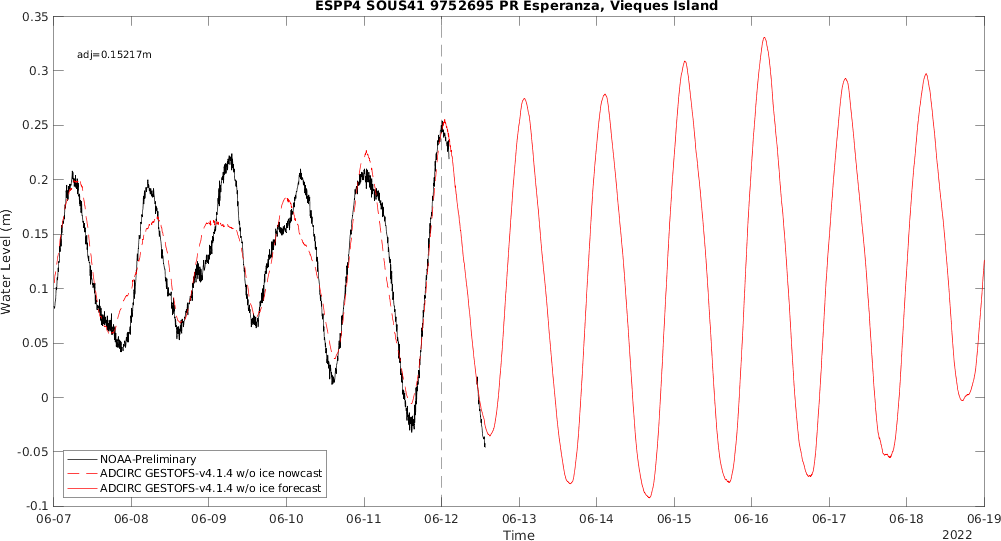 ESPP4 SOUS41 9752695 PR Esperanza, Vieques Island
0.35
0.3
0.25
0.2
0.15
0.1
0.05
0
-0.05
-0.1
Water Level (m)
adj=0.15217m
NOAA-Preliminary
ADCIRC GESTOFS-v4.1.4 w/o ice nowcast
ADCIRC GESTOFS-v4.1.4 w/o ice forecast
06-07 06-08 06-09 06-10 06-11 06-12 06-13 06-14 06-15 06-16 06-17 06-18 06-19
2022
Time